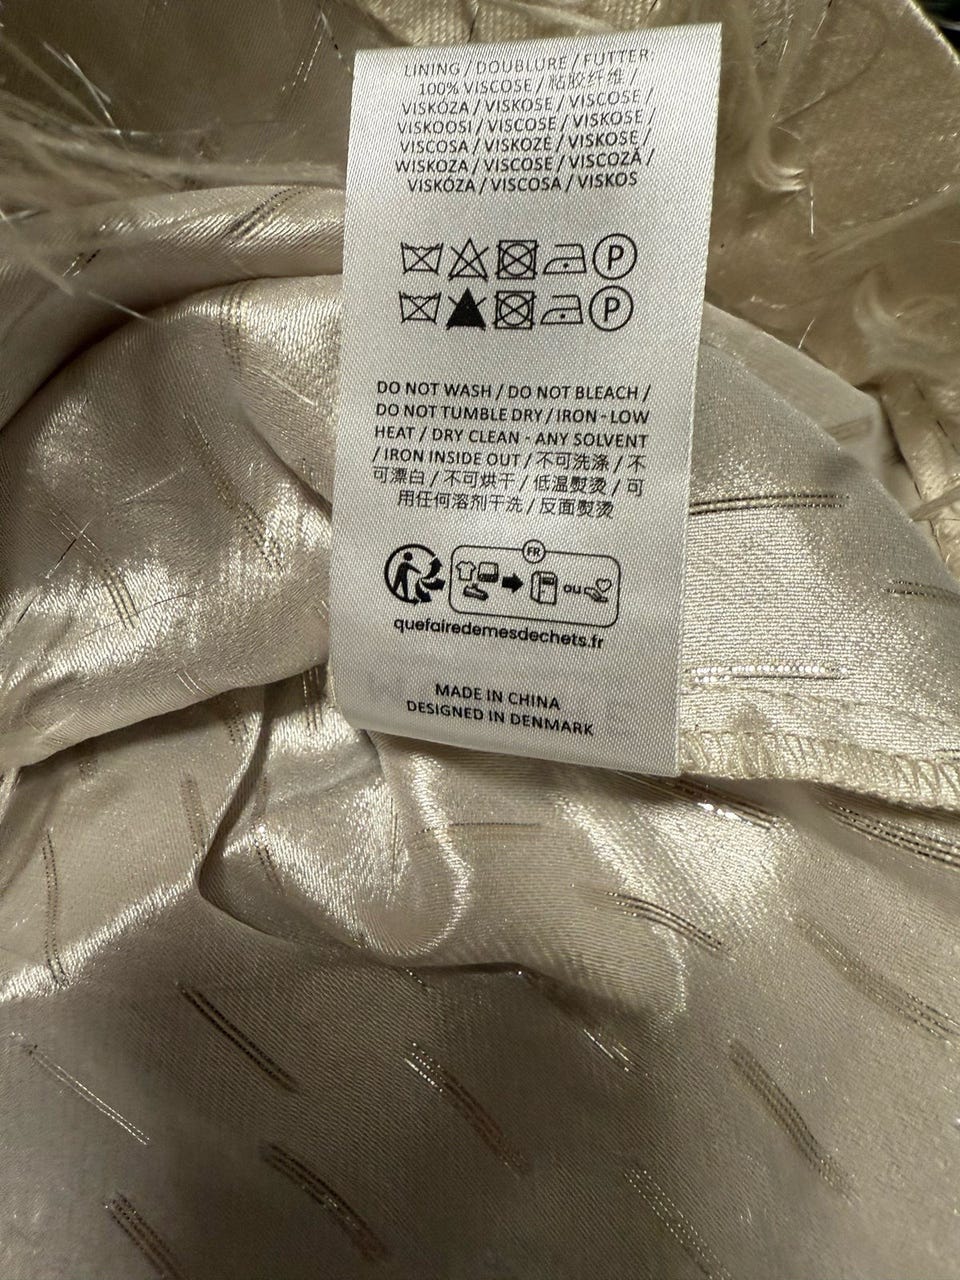 LINING / DOUBLURE / FUTTER:
100% VISCOSE / 粘胶纤维 /
VISKÓZA / VISKOSE / VISCOSE /
VISKOOSI / VISCOSE / VISKOSE /
VISCOSA / VISKOZE / VISKOSE /
WISKOZA / VISCOSE / VISCOZĂ /
VISKÓZA / VISCOSA / VISKOS
P
P
DO NOT WASH / DO NOT BLEACH /
DO NOT TUMBLE DRY / IRON - LOW
HEAT / DRY CLEAN - ANY SOLVENT
/ IRON INSIDE OUT / 不可洗涤 / 不
可漂白 / 不可烘干 / 低温熨烫 / 可
用任何溶剂干洗 / 反面熨烫
FR
ou
quefairedemesdechets.fr
MADE IN CHINA
DESIGNED IN DENMARK